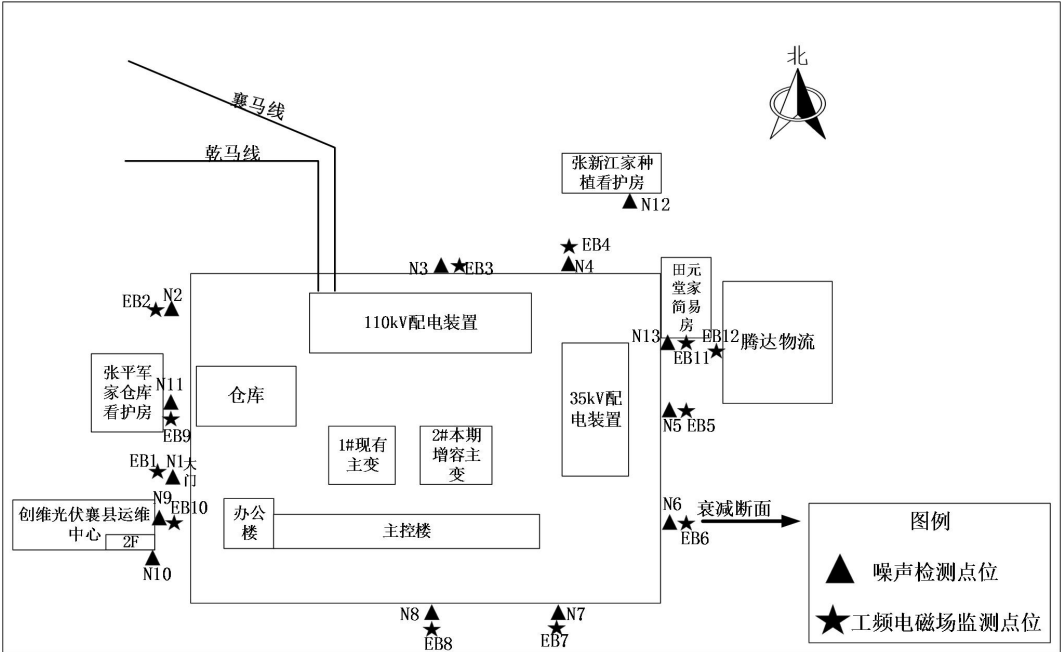 北
襄马线
乾马线
张新江家种
植看护房
N12
EB4
N4
N3
EB3
田元
堂家
简易
房
EB2
N2
110kV配电装置
N13
EB12
EB11
腾达物流
张平军
家仓库
看护房
N11
EB9
仓库
35kV配
电装置
N5
EB5
1#现有
主变
2#本期
增容主
变
EB1
N1
大
门
创维光伏襄县运维
中心
2F
N9
EB10
N10
办公
楼
主控楼
N6
EB6
衰减断面
图例
噪声检测点位
工频电磁场监测点位
N8
EB8
N7
EB7